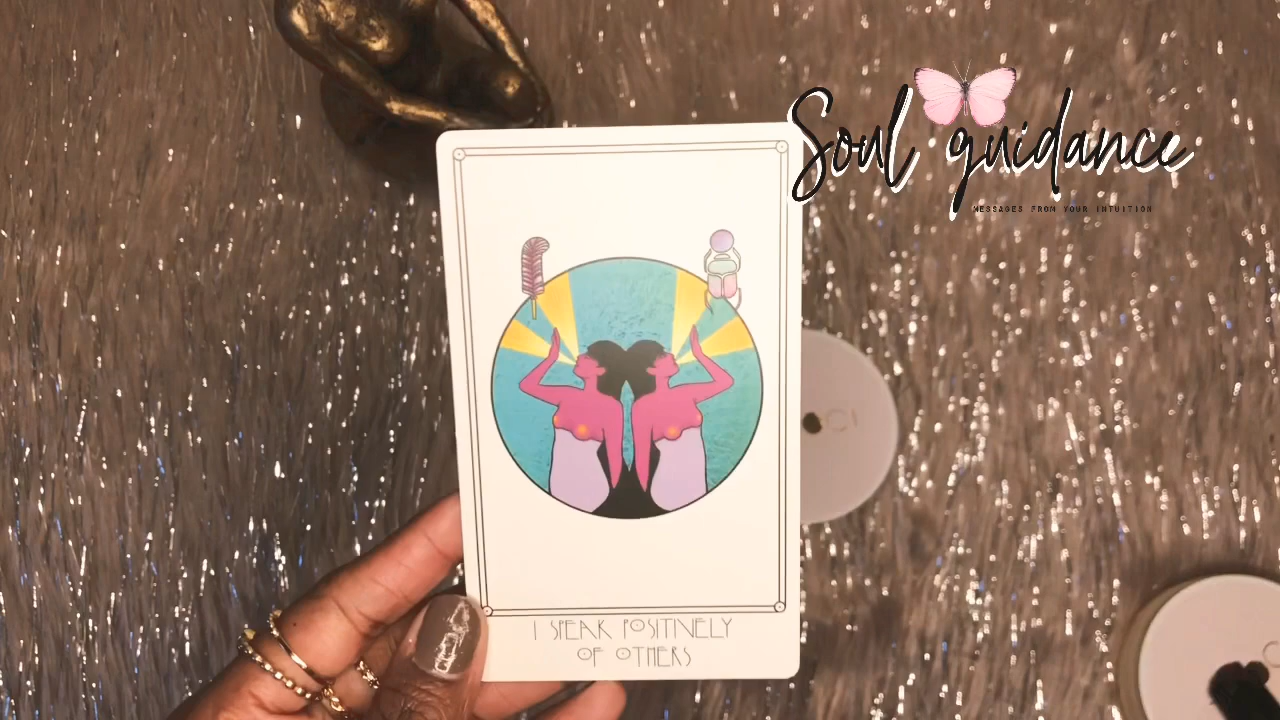 Soul guidance
MESSAGES FROM YOUR INTUITION
I SPEAK POSITIVELY
OF OTHERS